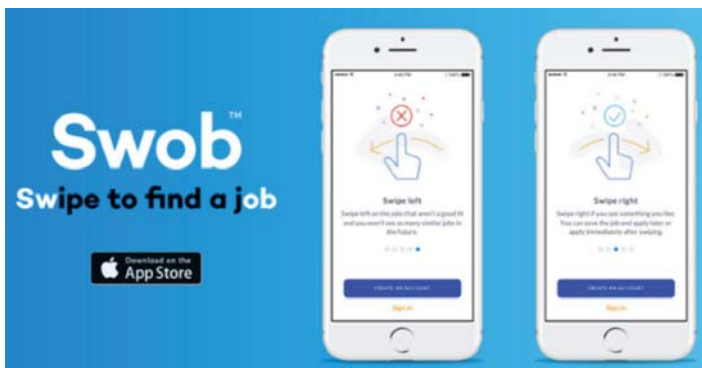 Swob™
Swipe to find a job
Download on the
App Store
Swipe left
Swipe left on the jobs that aren't a good fit
and you won't see as many similar jobs in
the future.
CREATE AN ACCOUNT
Sign in
Swipe right
Swipe right if you see something you like.
You can save the job and apply later or
apply immediately after swiping.
CREATE AN ACCOUNT
Sign in